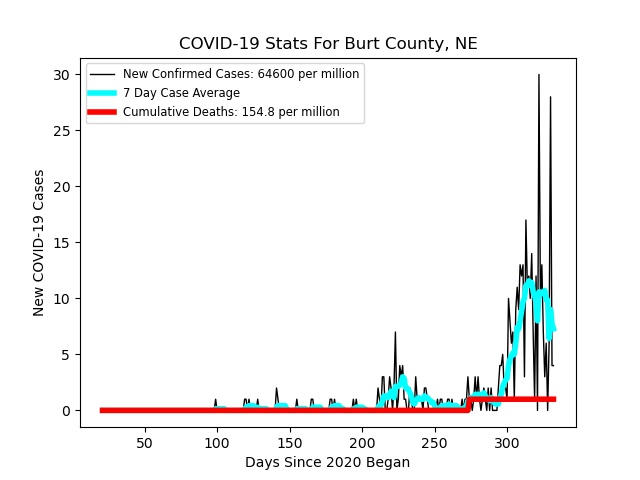 COVID-19 Stats For Burt County, NE
New Confirmed Cases: 64600 per million
7 Day Case Average
Cumulative Deaths: 154.8 per million
New COVID-19 Cases
30
25
20
15
10
5
0
50 100 150 200 250 300
Days Since 2020 Began